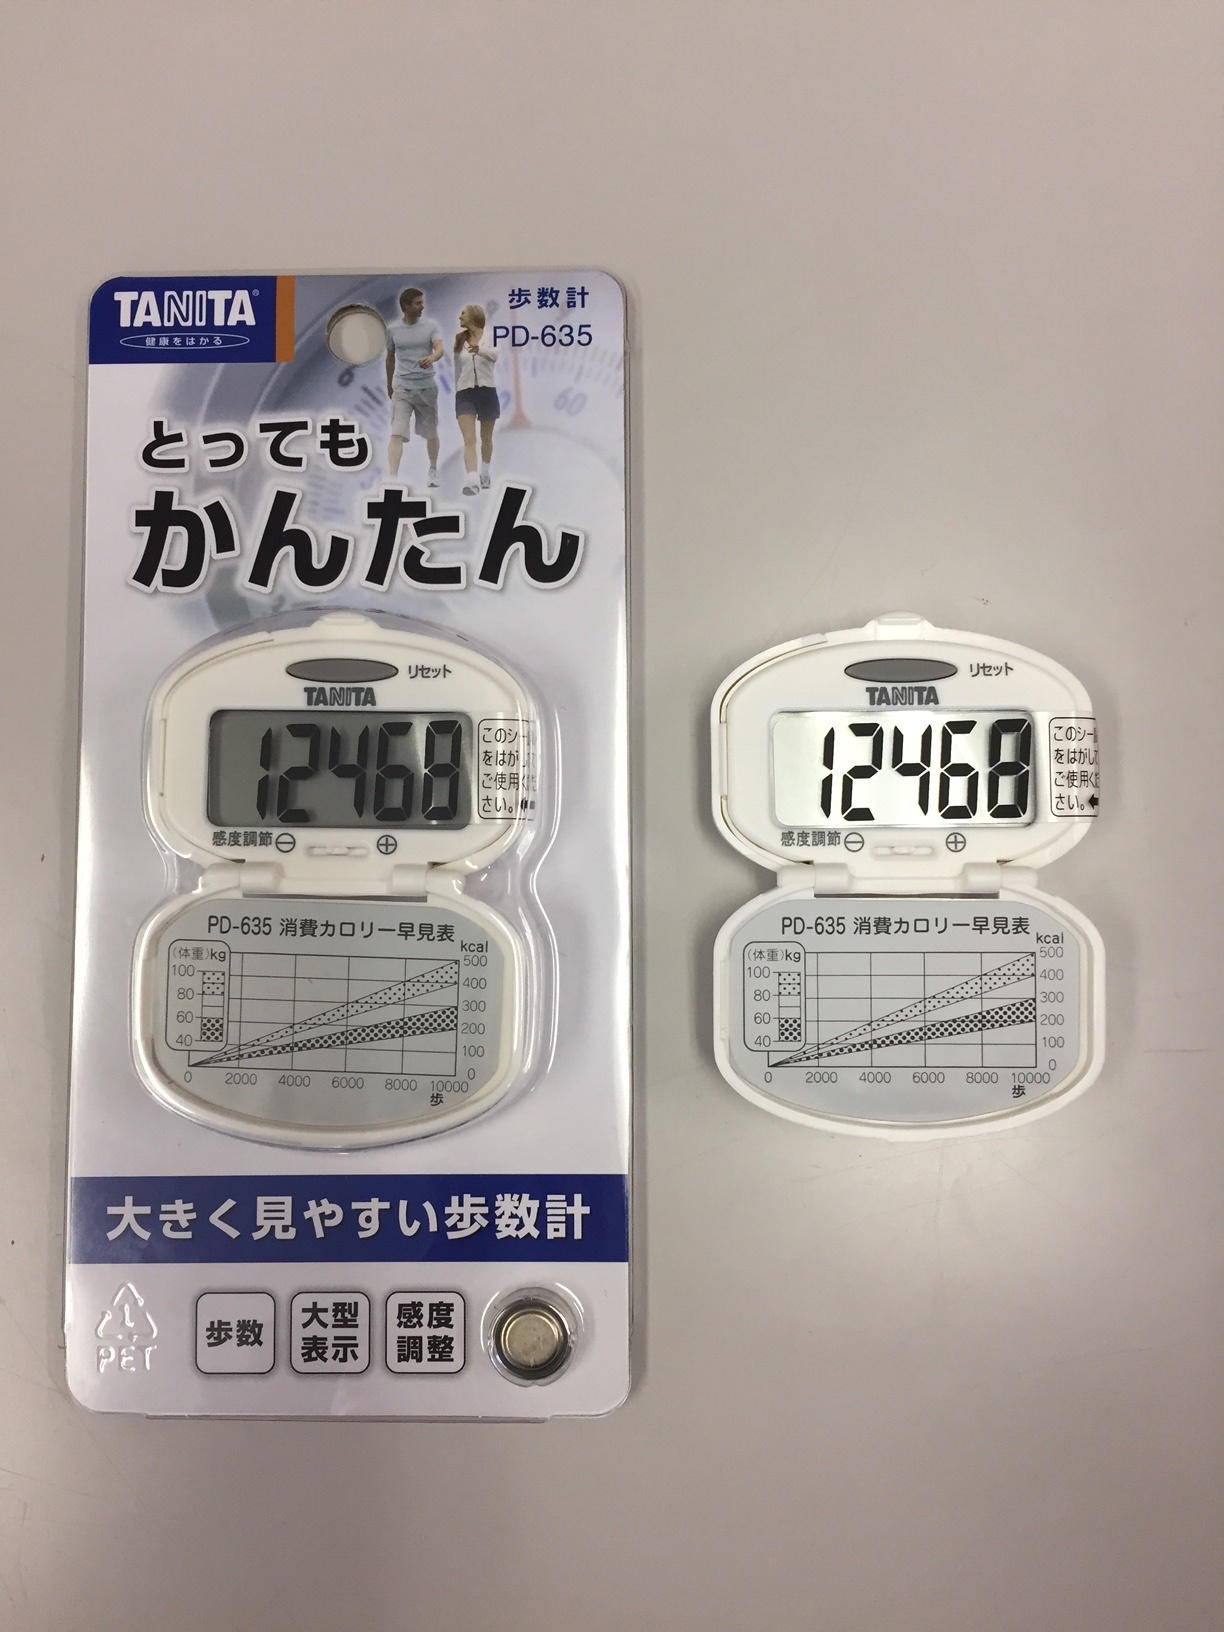 TANITA®
健康をはかる
歩数計
PD-635
60
とっても
かんたん
リセット
TANITA
12468
このシール
をはがして
ご使用くだ
さい。
感度調節 ⊖ ⊕
PD-635 消費カロリー早見表
(体重)kg
kcal
100
80
60
40
500
400
300
200
100
0
2000
4000
6000
8000
10000
歩
大きく見やすい歩数計
1
PET
歩数
大型
表示
感度
調整
リセット
TANITA
12468
このシール
をはがして
ご使用くだ
さい。←
感度調節 ⊖ ⊕
PD-635 消費カロリー早見表
(体重)kg
kcal
100
80
60
40
500
400
300
200
100
0
0
2000
4000
6000
8000
10000
歩